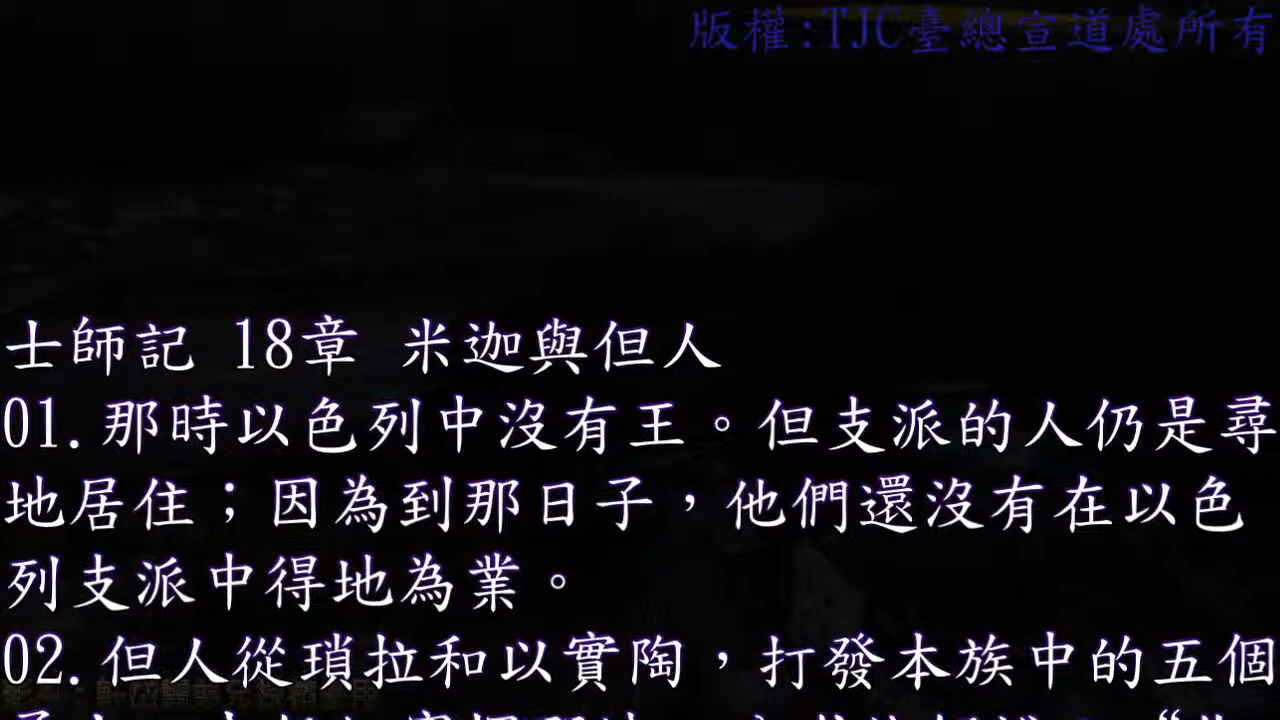 版權:TJC臺總宣道處所有
士師記 18章 米迦與但人
01.那時以色列中沒有王。但支派的人仍是尋
地居住；因為到那日子，他們還沒有在以色
列支派中得地為業。
02.但人從瑣拉和以實陶，打發本族中的五個